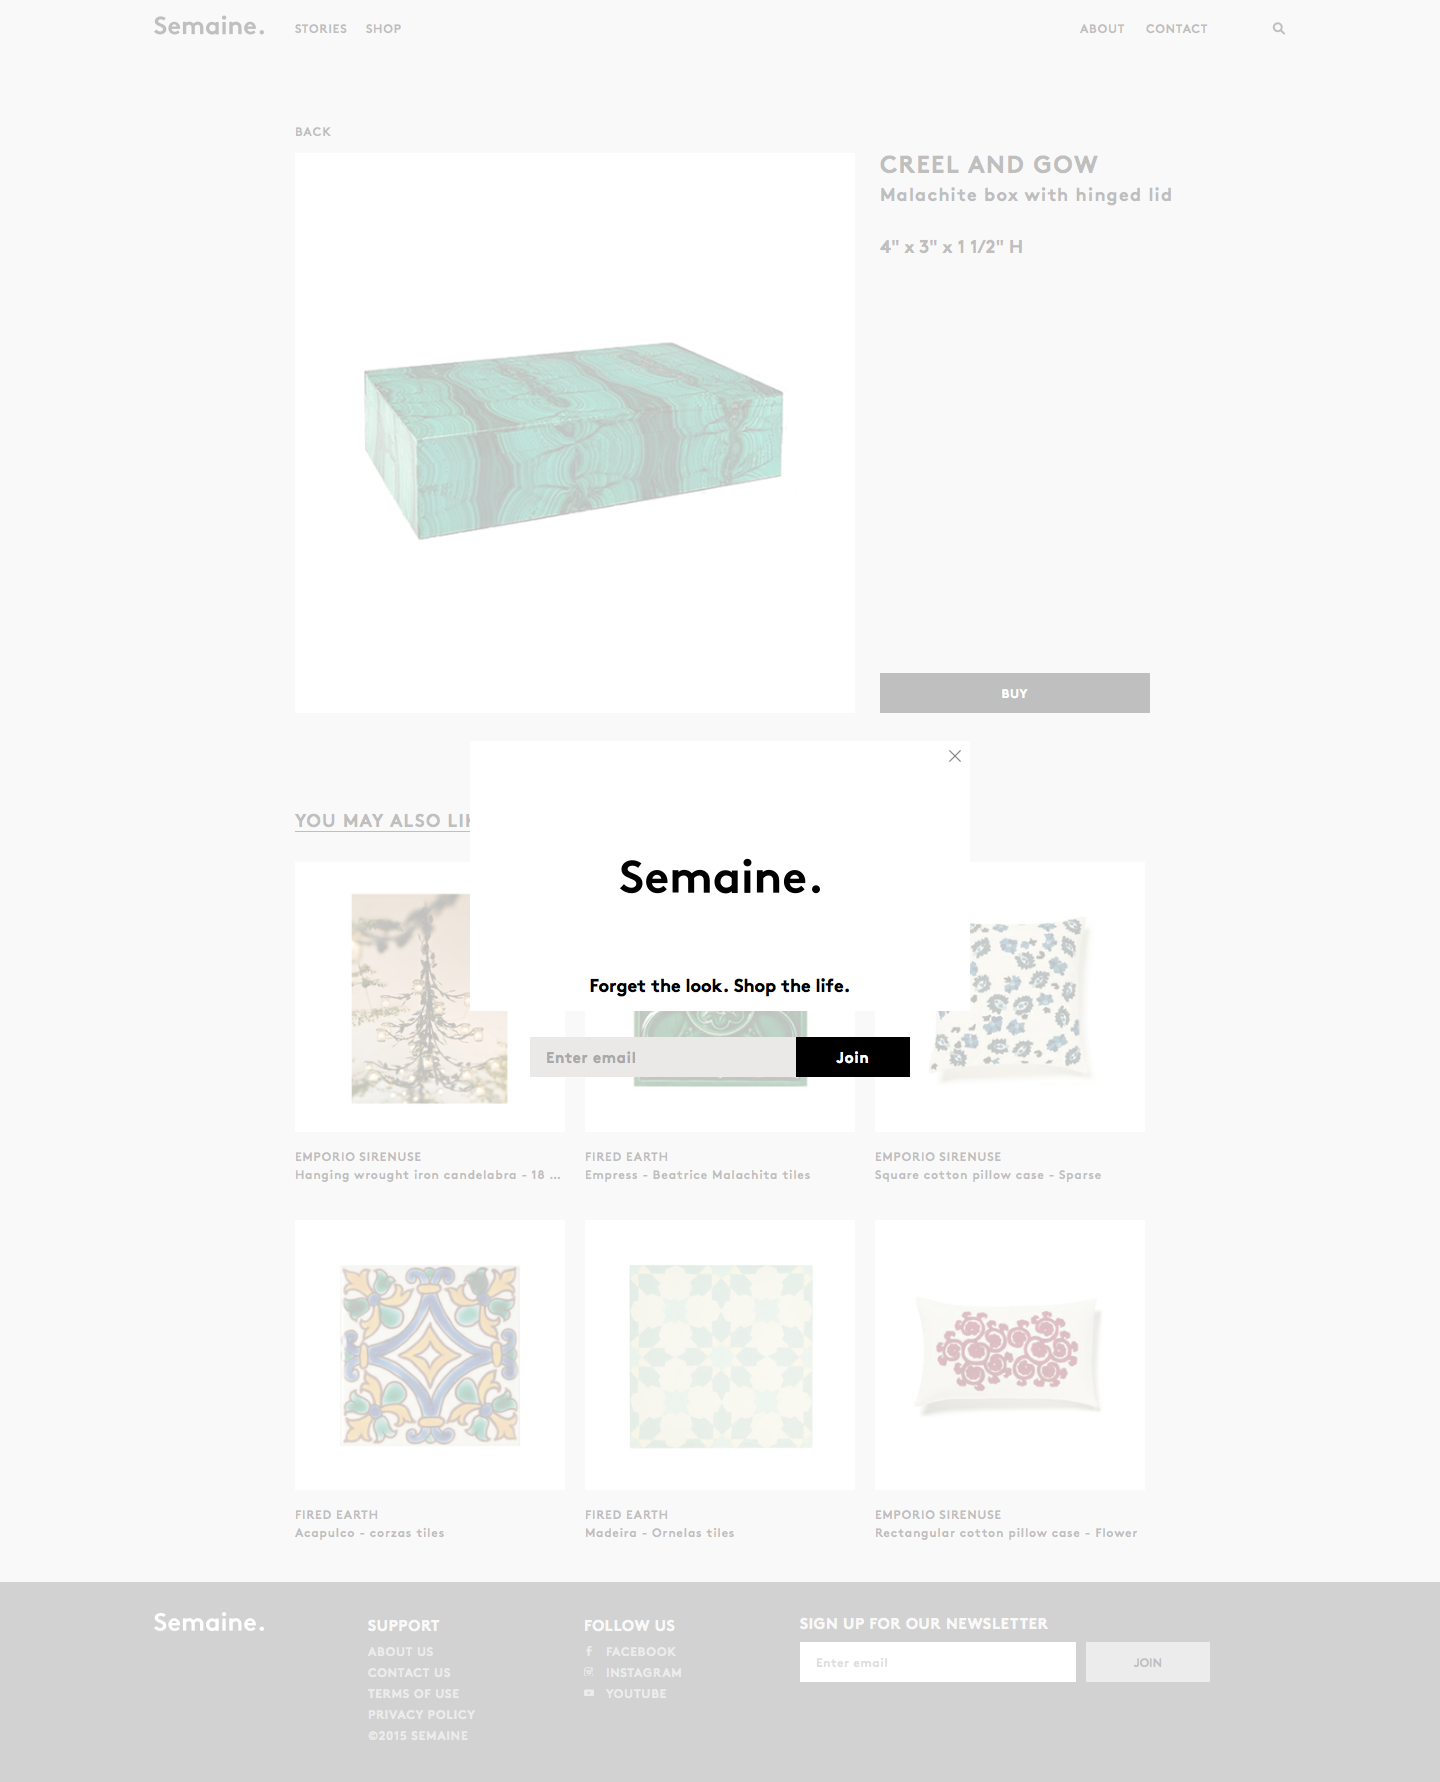 Semaine.
STORIES
SHOP
ABOUT
CONTACT
BACK
CREEL AND GOW
Malachite box with hinged lid
4" x 3" x 1 1/2" H
BUY
YOU MAY ALSO LI
Semaine.
Forget the look. Shop the life.
Enter email
Join
EMPORIO SIRENUSE
Hanging wrought iron candelabra - 18 ...
FIRED EARTH
Empress - Beatrice Malachita tiles
EMPORIO SIRENUSE
Square cotton pillow case - Sparse
FIRED EARTH
Acapulco - corzas tiles
FIRED EARTH
Madeira - Ornelas tiles
EMPORIO SIRENUSE
Rectangular cotton pillow case - Flower
Semaine.
SUPPORT
ABOUT US
CONTACT US
TERMS OF USE
PRIVACY POLICY
©2015 SEMAINE
FOLLOW US
FACEBOOK
INSTAGRAM
YOUTUBE
SIGN UP FOR OUR NEWSLETTER
Enter email
JOIN